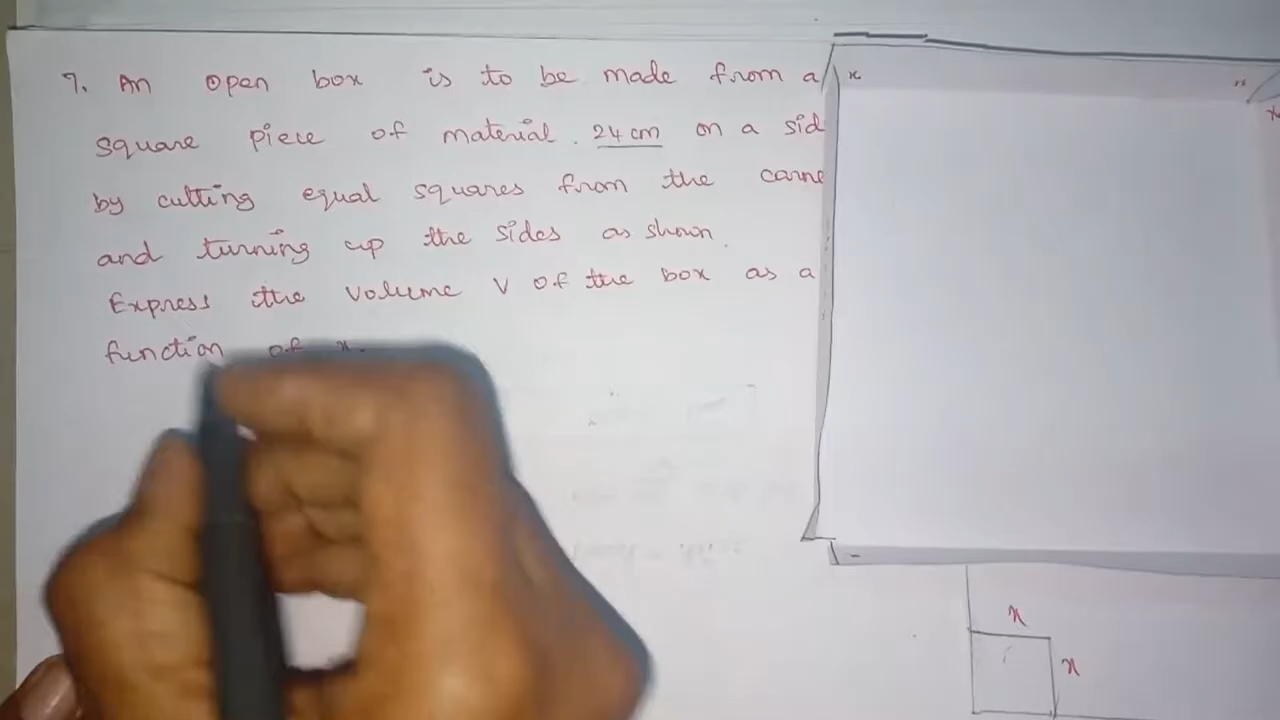 7. An open box is to be made from a
square piece of material. 24 cm on a sid
by cutting equal squares from the corne
and turning up the sides as shown.
Express the volume V of the box as a
function of x.
x
x
x
x
x